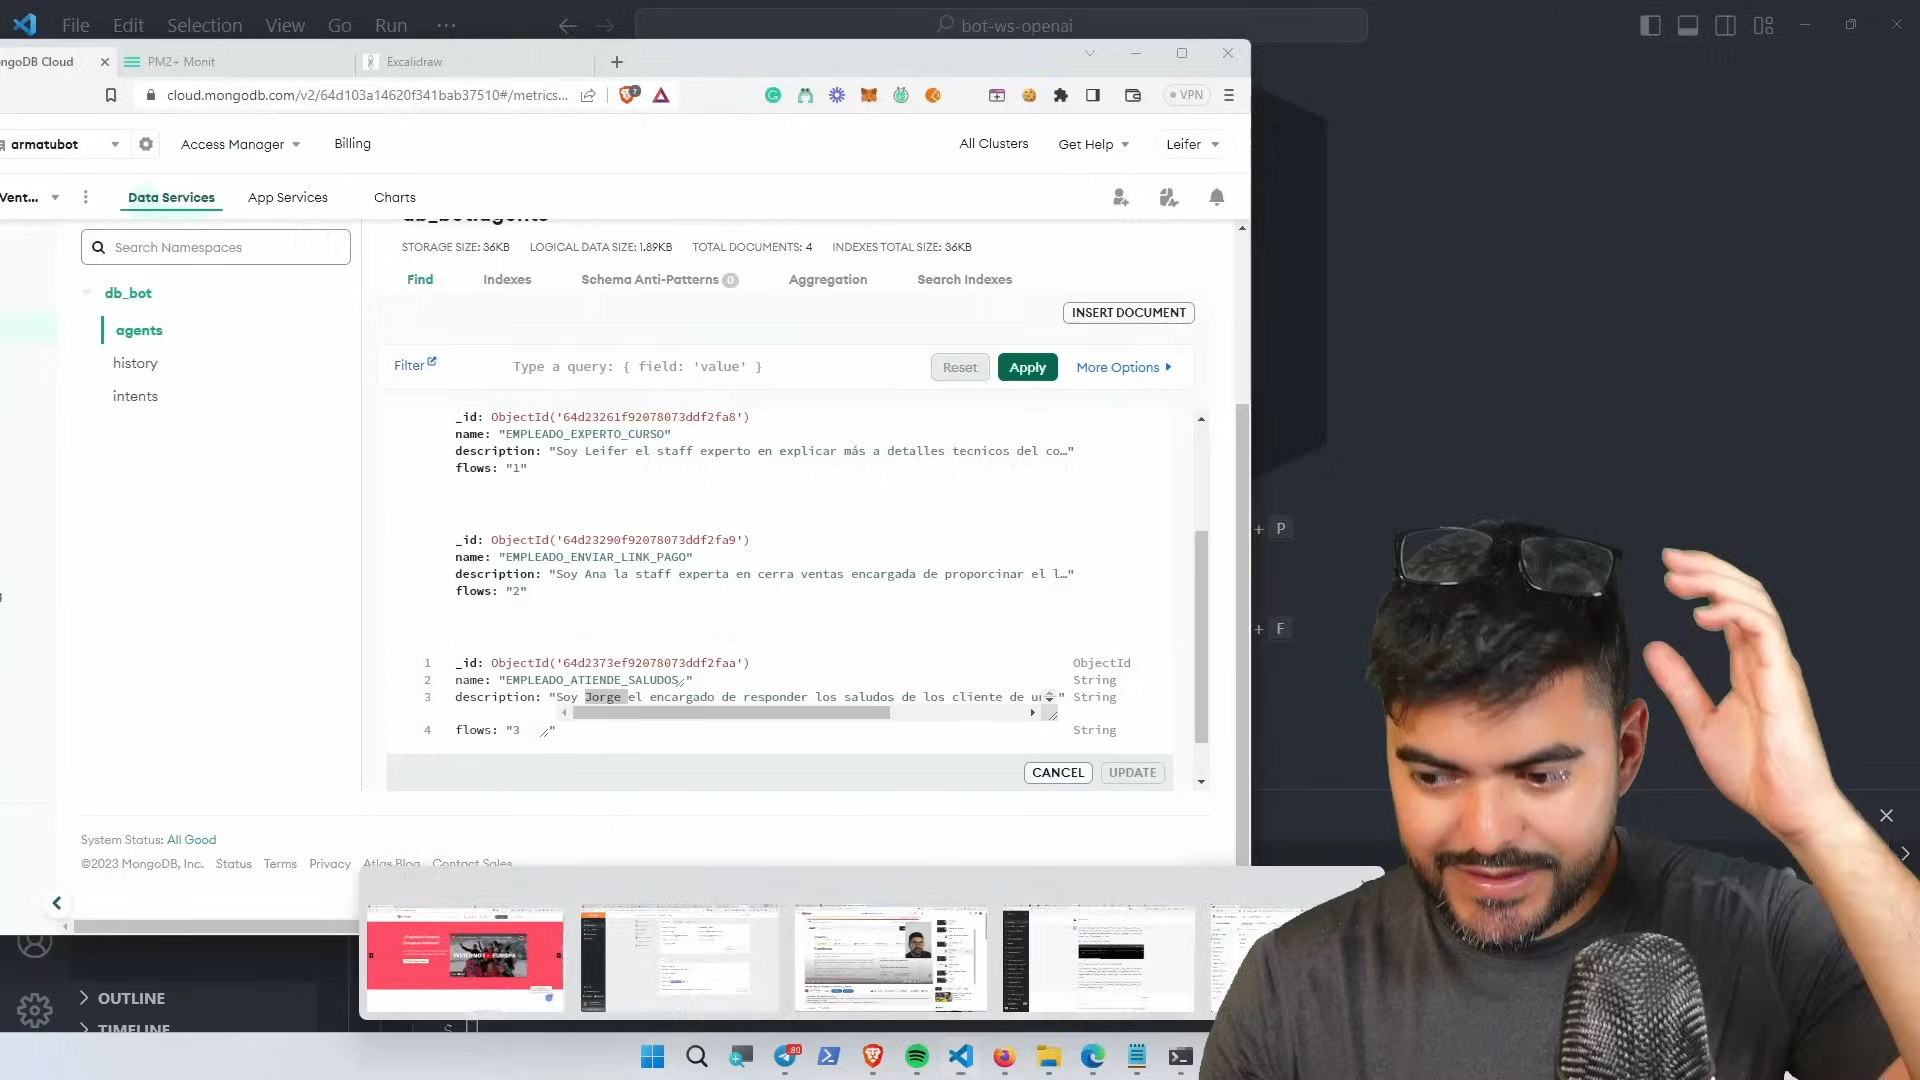 File Edit Selection View Go Run ···
bot-ws-openai
ngoDB Cloud
PM2+ Monit
Excalidraw
cloud.mongodb.com/v2/64d103a14620f341bab37510#/metrics...
VPN
armatubot
Access Manager
Billing
All Clusters
Get Help
Leifer
Vent...
Data Services
App Services
Charts
Search Namespaces
db_bot
agents
history
intents
db_bot.agents
STORAGE SIZE: 36KB LOGICAL DATA SIZE: 1.89KB TOTAL DOCUMENTS: 4 INDEXES TOTAL SIZE: 36KB
Find Indexes Schema Anti-Patterns 0 Aggregation Search Indexes
INSERT DOCUMENT
Filter
Type a query: { field: 'value' }
Reset Apply More Options
_id: ObjectId('64d23261f92078073ddf2fa8')
name: "EMPLEADO_EXPERTO_CURSO"
description: "Soy Leifer el staff experto en explicar más a detalles tecnicos del co…"
flows: "1"
_id: ObjectId('64d23290f92078073ddf2fa9')
name: "EMPLEADO_ENVIAR_LINK_PAGO"
description: "Soy Ana la staff experta en cerra ventas encargada de proporcinar el l…"
flows: "2"
1 _id: ObjectId('64d2373ef92078073ddf2faa') ObjectId
2 name: "EMPLEADO_ATIENDE_SALUDOS" String
3 description: "Soy Jorge el encargado de responder los saludos de los cliente de u" String
4 flows: "3" String
CANCEL UPDATE
System Status: All Good
©2023 MongoDB, Inc. Status Terms Privacy Atlas Blog Contact Sales
+ P
+ F
OUTLINE
TIMELINE
INVIERNO EUROPA
80